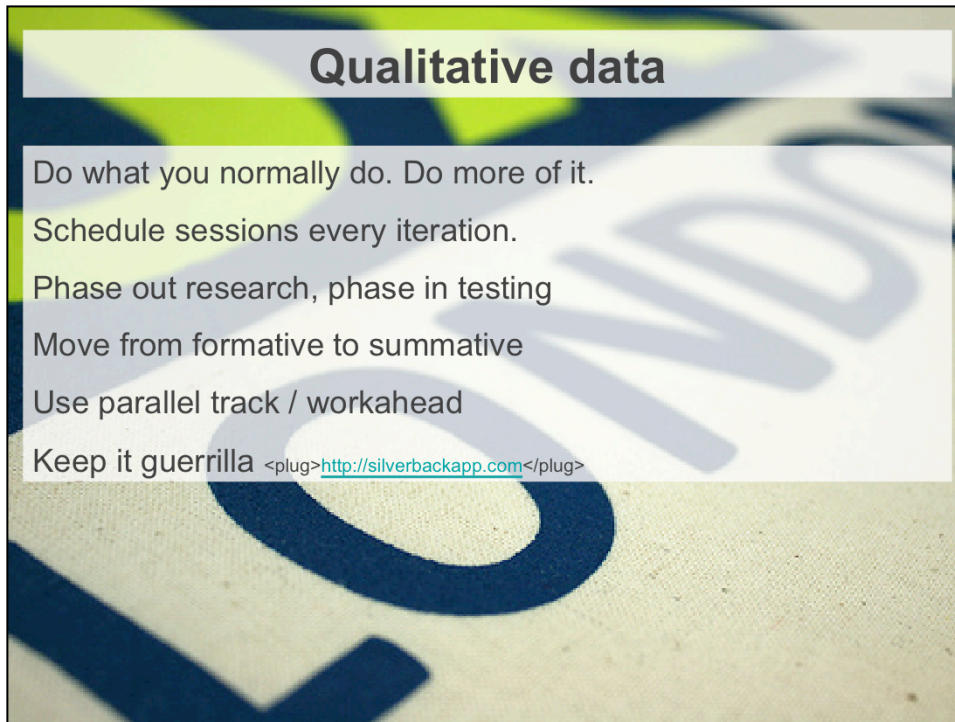 Qualitative data
Do what you normally do. Do more of it.
Schedule sessions every iteration.
Phase out research, phase in testing
Move from formative to summative
Use parallel track / workahead
Keep it guerrilla <plug>http://silverbackapp.com</plug>
LONDON